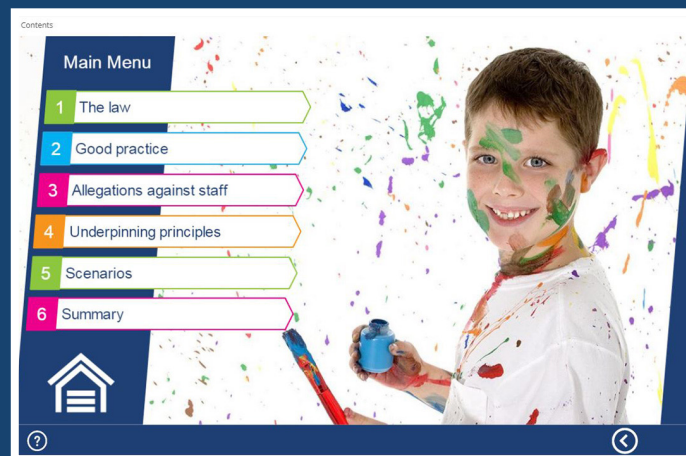 Contents
Main Menu
1 The law
2 Good practice
3 Allegations against staff
4 Underpinning principles
5 Scenarios
6 Summary
?